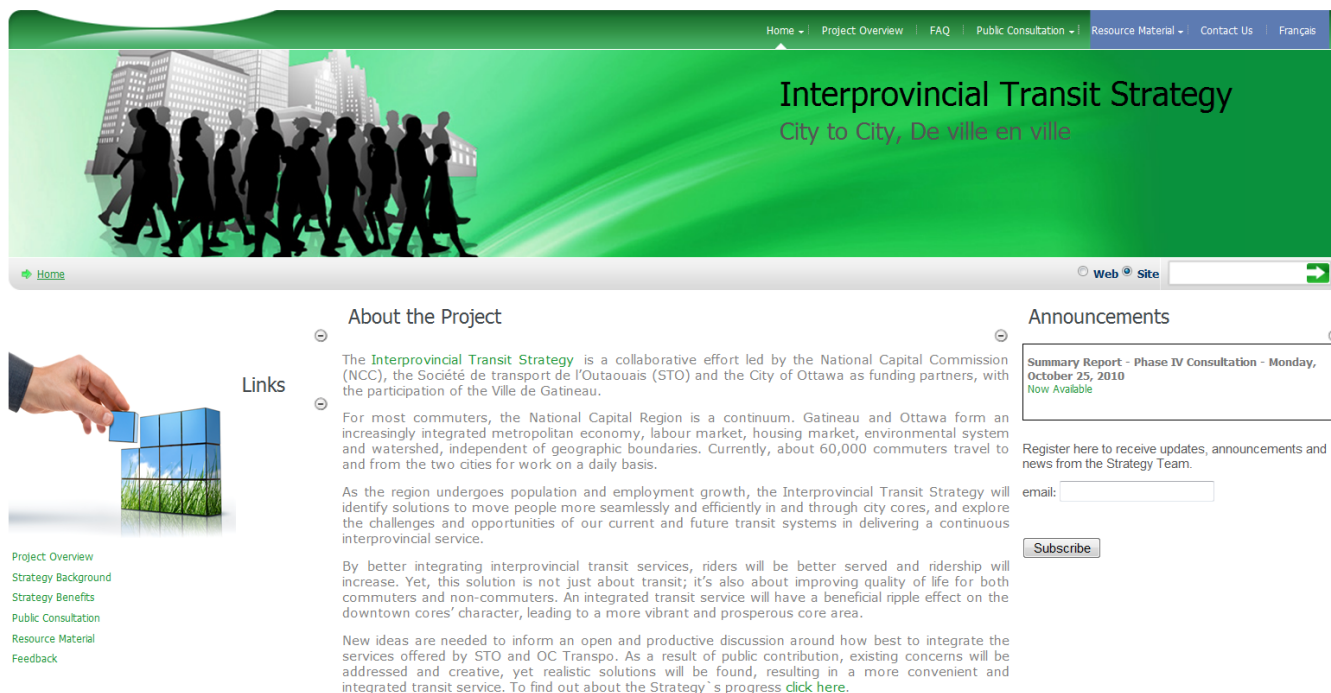 Home
Project Overview
FAQ
Public Consultation
Resource Material
Contact Us
Français
Interprovincial Transit Strategy
City to City, De ville en ville
Home
Web
Site
Links
Project Overview
Strategy Background
Strategy Benefits
Public Consultation
Resource Material
Feedback
About the Project
The Interprovincial Transit Strategy is a collaborative effort led by the National Capital Commission
(NCC), the Société de transport de l'Outaouais (STO) and the City of Ottawa as funding partners, with
the participation of the Ville de Gatineau.
For most commuters, the National Capital Region is a continuum. Gatineau and Ottawa form an
increasingly integrated metropolitan economy, labour market, housing market, environmental system
and watershed, independent of geographic boundaries. Currently, about 60,000 commuters travel to
and from the two cities for work on a daily basis.
As the region undergoes population and employment growth, the Interprovincial Transit Strategy will
identify solutions to move people more seamlessly and efficiently in and through city cores, and explore
the challenges and opportunities of our current and future transit systems in delivering a continuous
interprovincial service.
By better integrating interprovincial transit services, riders will be better served and ridership will
increase. Yet, this solution is not just about transit; it's also about improving quality of life for both
commuters and non-commuters. An integrated transit service will have a beneficial ripple effect on the
downtown cores' character, leading to a more vibrant and prosperous core area.
New ideas are needed to inform an open and productive discussion around how best to integrate the
services offered by STO and OC Transpo. As a result of public contribution, existing concerns will be
addressed and creative, yet realistic solutions will be found, resulting in a more convenient and
integrated transit service. To find out about the Strategy`s progress click here.
Announcements
Summary Report - Phase IV Consultation - Monday,
October 25, 2010
Now Available
Register here to receive updates, announcements and
news from the Strategy Team.
email:
Subscribe